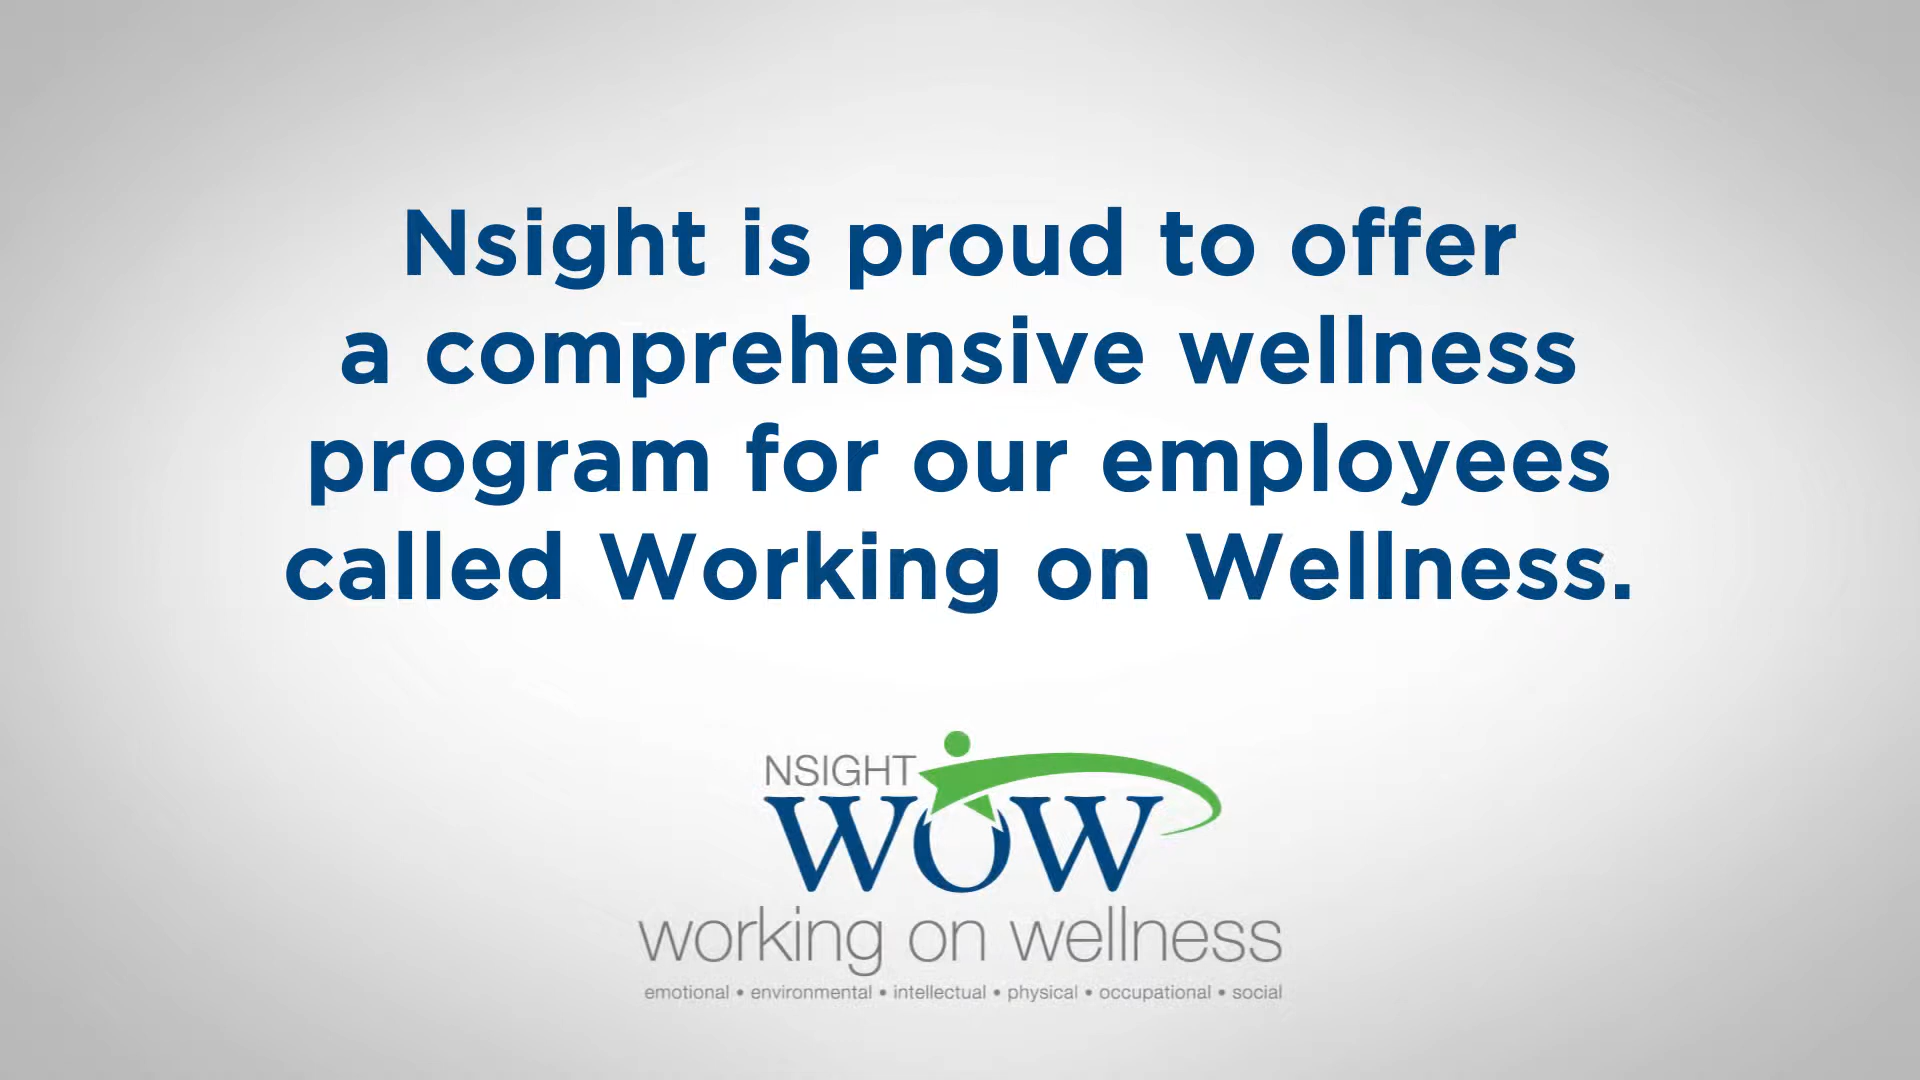 Nsight is proud to offer
a comprehensive wellness
program for our employees
called Working on Wellness.
NSIGHT
WOW
working on wellness
emotional • environmental • intellectual • physical • occupational • social